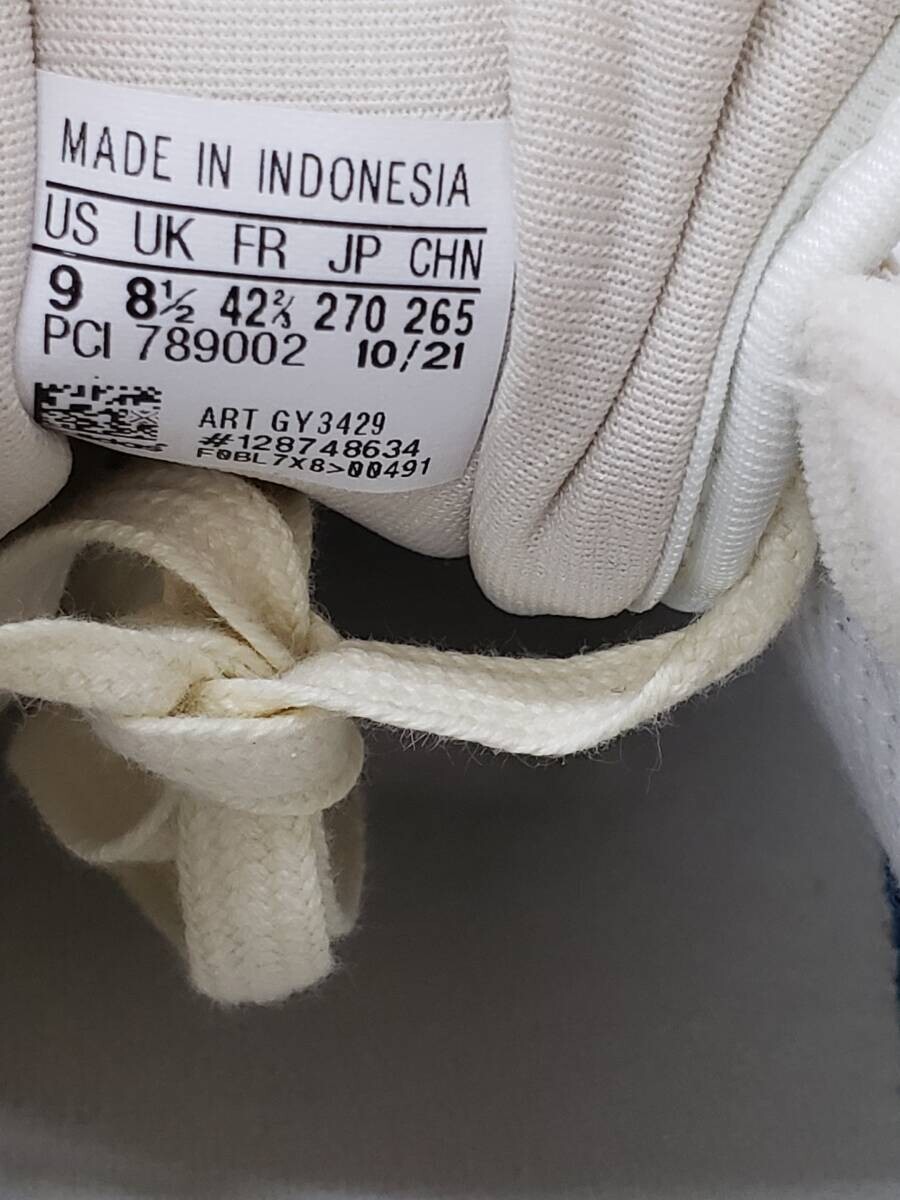 MADE IN INDONESIA
US UK FR JP CHN
9 8½ 42⅔ 270 265
PCI 789002 10/21
ART GY3429
#128748634
F0BL7X8>00491